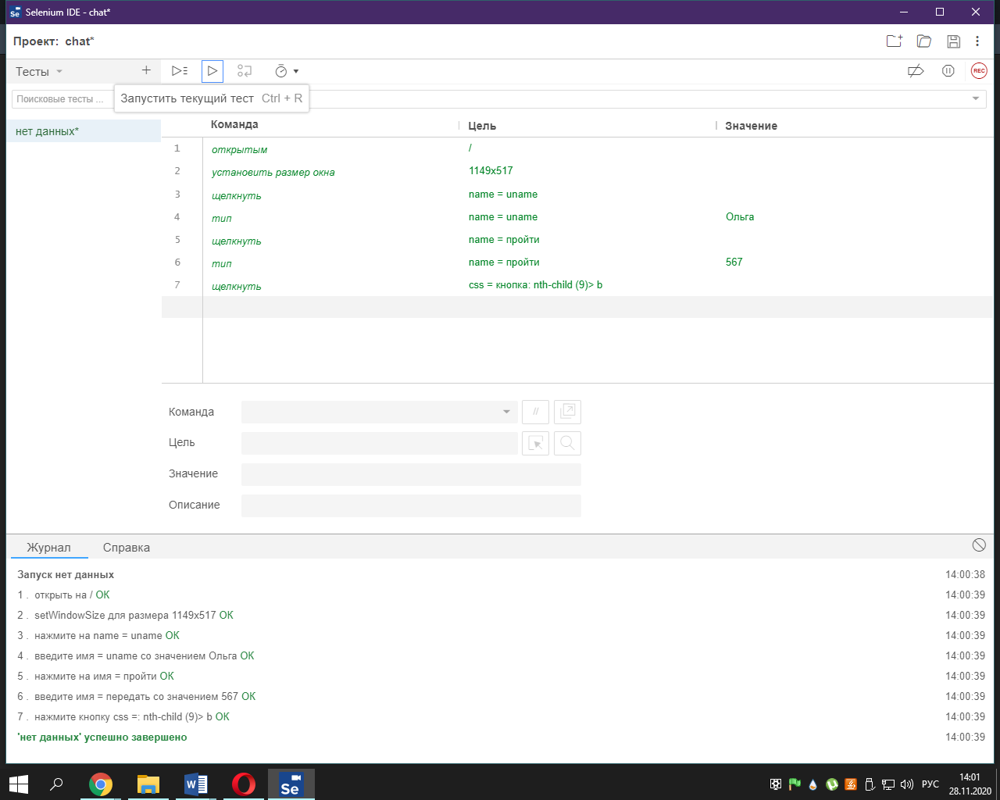 Selenium IDE - chat*
Проект: chat*
Тесты
Запустить текущий тест Ctrl + R
Поисковые тесты ...
REC
нет данных*
Команда Цель Значение
1 открытым /
2 установить размер окна 1149x517
3 щелкнуть name = uname
4 тип name = uname Ольга
5 щелкнуть name = пройти
6 тип name = пройти 567
7 щелкнуть css = кнопка: nth-child (9)> b
Команда //
Цель
Значение
Описание
Журнал Справка
Запуск нет данных 14:00:38
1 . открыть на / OK 14:00:39
2 . setWindowSize для размера 1149x517 OK 14:00:39
3 . нажмите на name = uname OK 14:00:39
4 . введите имя = uname со значением Ольга OK 14:00:39
5 . нажмите на имя = пройти OK 14:00:39
6 . введите имя = передать со значением 567 OK 14:00:39
7 . нажмите кнопку css =: nth-child (9)> b OK 14:00:39
'нет данных' успешно завершено 14:00:39
Se
РУС
14:01
28.11.2020